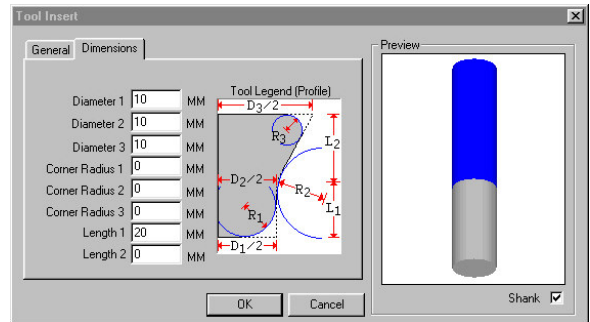 Tool Insert
General Dimensions
Diameter 1 10 MM
Diameter 2 10 MM
Diameter 3 10 MM
Corner Radius 1 0 MM
Corner Radius 2 0 MM
Corner Radius 3 0 MM
Length 1 20 MM
Length 2 0 MM
Tool Legend (Profile)
D3/2
R3
L2
D2/2
R2
R1
L1
D1/2
Preview
Shank
OK Cancel